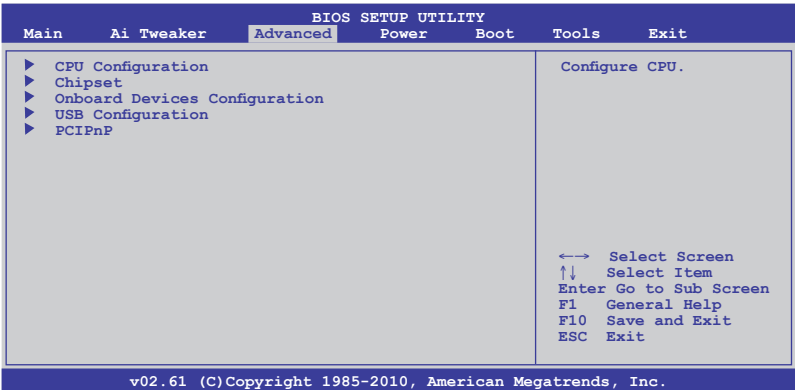 BIOS SETUP UTILITY
Main Ai Tweaker Advanced Power Boot Tools Exit
CPU Configuration
Chipset
Onboard Devices Configuration
USB Configuration
PCIPnP
Configure CPU.
←→ Select Screen
↑↓ Select Item
Enter Go to Sub Screen
F1 General Help
F10 Save and Exit
ESC Exit
v02.61 (C)Copyright 1985-2010, American Megatrends, Inc.